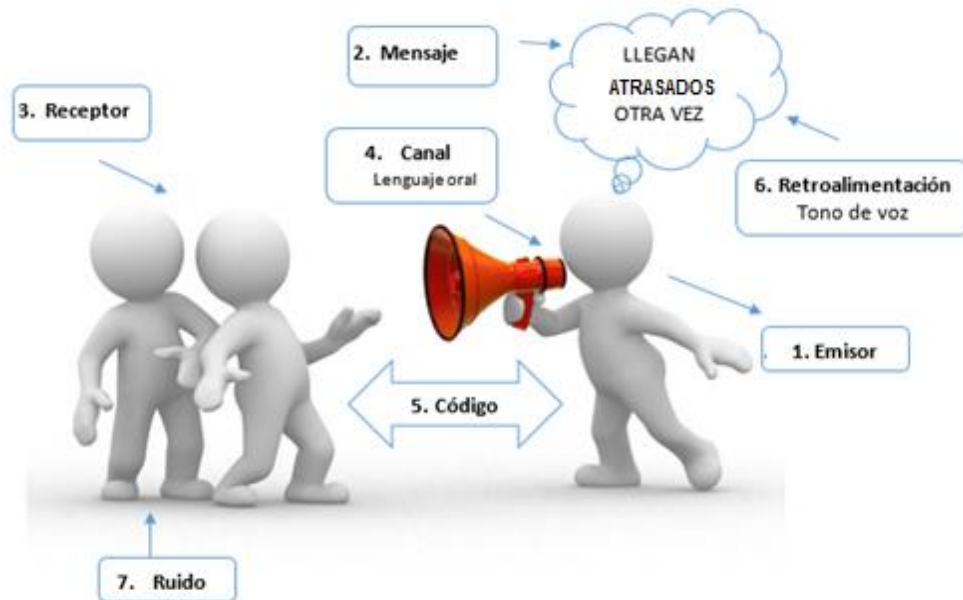 2. Mensaje
LLEGAN
ATRASADOS
OTRA VEZ
3. Receptor
4. Canal
Lenguaje oral
6. Retroalimentación
Tono de voz
1. Emisor
5. Código
7. Ruido